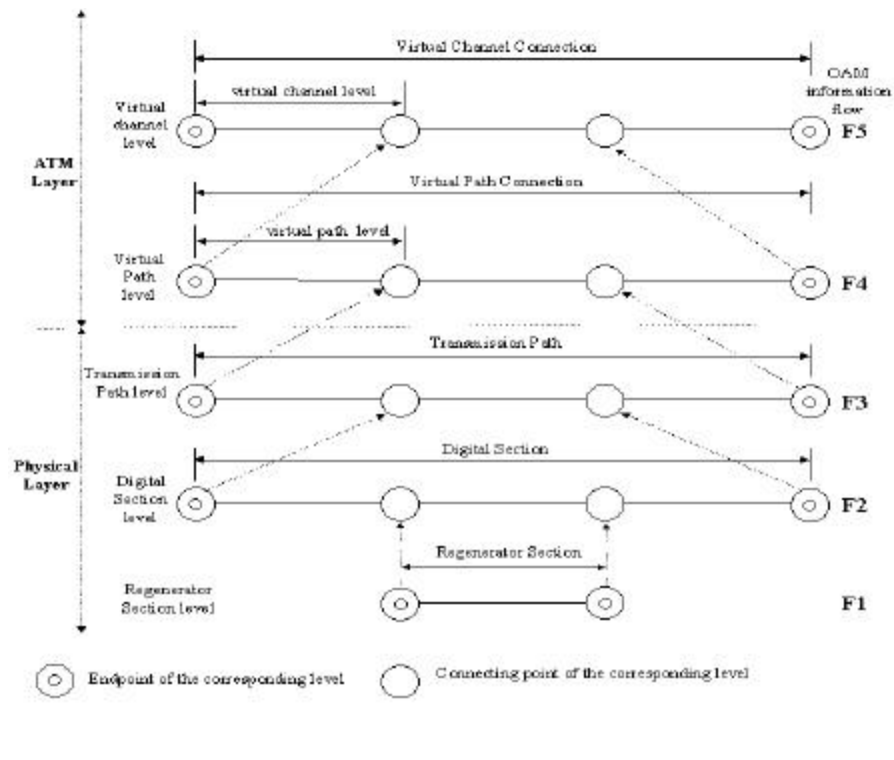 Virtual Channel Connection
OAM
information
flow
virtual channel level
Virtual
channel
level
F5
ATM
Layer
Virtual Path Connection
virtual path level
Virtual
Path
level
F4
Transmission Path
Transmission
Path level
F3
Digital Section
Physical
Layer
Digital
Section
level
F2
Regenerator Section
Regenerator
Section level
F1
Endpoint of the corresponding level
Connecting point of the corresponding level